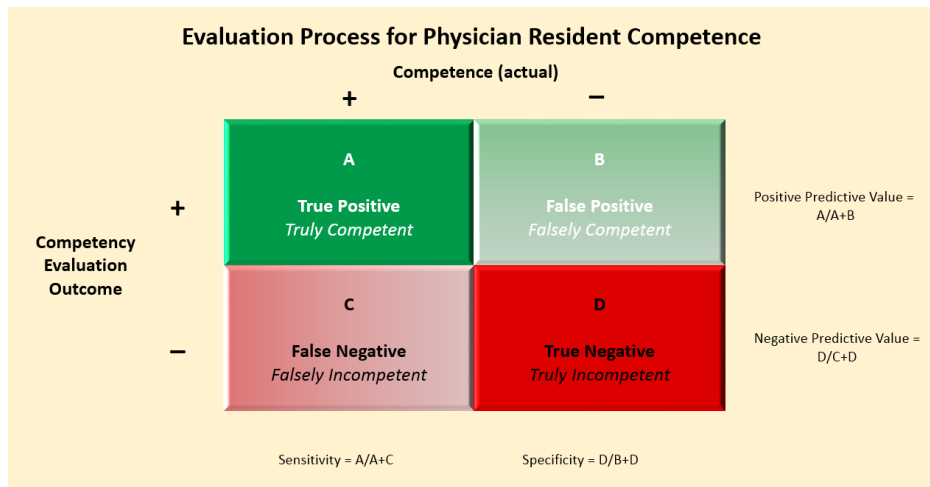 Evaluation Process for Physician Resident Competence
Competence (actual)
+
−
A
True Positive
Truly Competent
B
False Positive
Falsely Competent
+
Positive Predictive Value =
A/A+B
Competency
Evaluation
Outcome
C
False Negative
Falsely Incompetent
D
True Negative
Truly Incompetent
−
Negative Predictive Value =
D/C+D
Sensitivity = A/A+C
Specificity = D/B+D